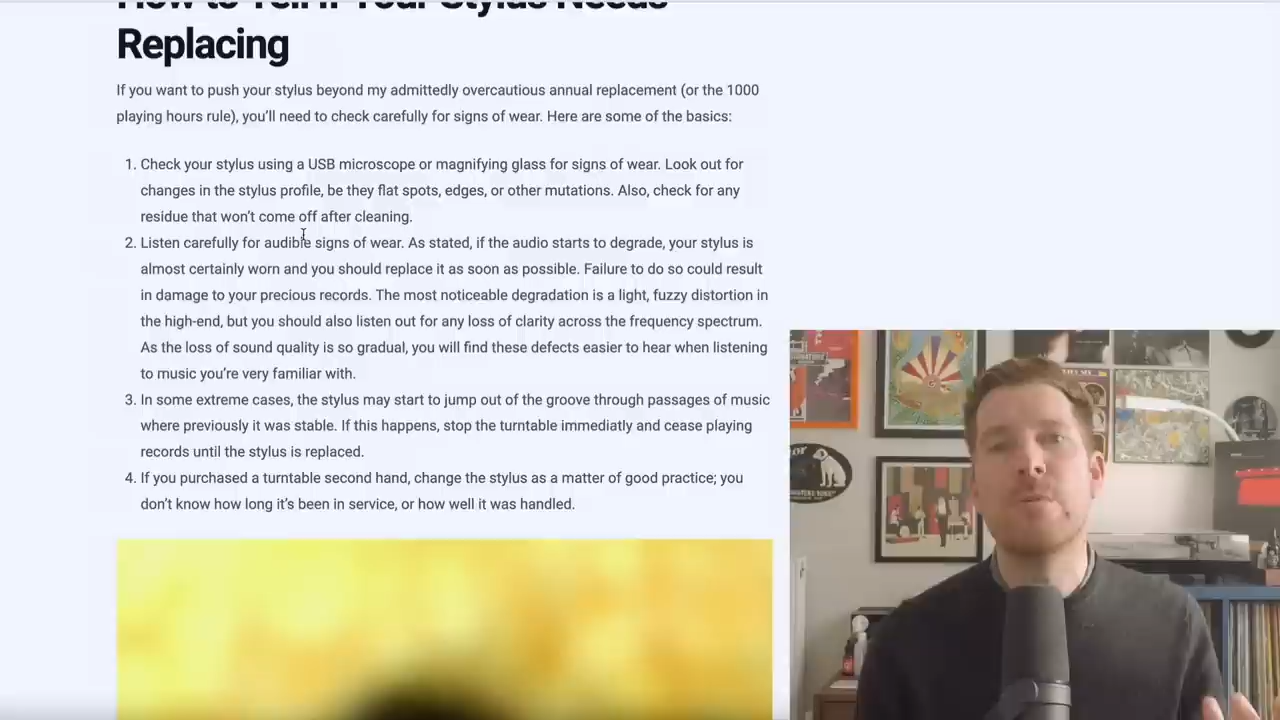 How to Tell if Your Stylus Needs
Replacing
If you want to push your stylus beyond my admittedly overcautious annual replacement (or the 1000
playing hours rule), you'll need to check carefully for signs of wear. Here are some of the basics:
1. Check your stylus using a USB microscope or magnifying glass for signs of wear. Look out for
changes in the stylus profile, be they flat spots, edges, or other mutations. Also, check for any
residue that won't come off after cleaning.
2. Listen carefully for audible signs of wear. As stated, if the audio starts to degrade, your stylus is
almost certainly worn and you should replace it as soon as possible. Failure to do so could result
in damage to your precious records. The most noticeable degradation is a light, fuzzy distortion in
the high-end, but you should also listen out for any loss of clarity across the frequency spectrum.
As the loss of sound quality is so gradual, you will find these defects easier to hear when listening
to music you're very familiar with.
3. In some extreme cases, the stylus may start to jump out of the groove through passages of music
where previously it was stable. If this happens, stop the turntable immediatly and cease playing
records until the stylus is replaced.
4. If you purchased a turntable second hand, change the stylus as a matter of good practice; you
don't know how long it's been in service, or how well it was handled.